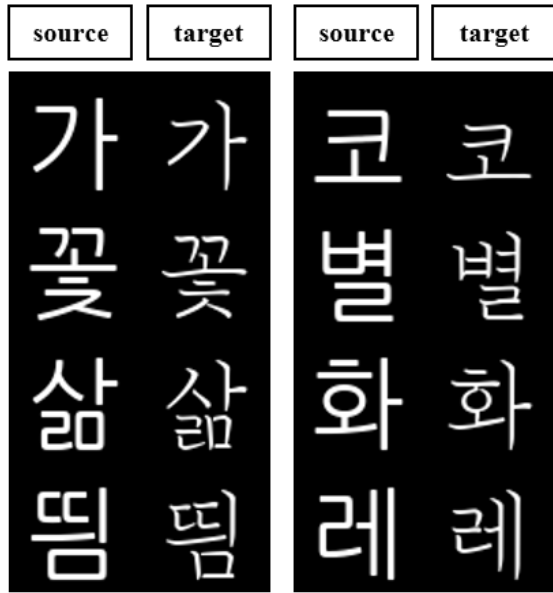 source target source target
가 가 코 코
꽃 꽃 별 별
삶 삶 화 화
띔 띔 레 레